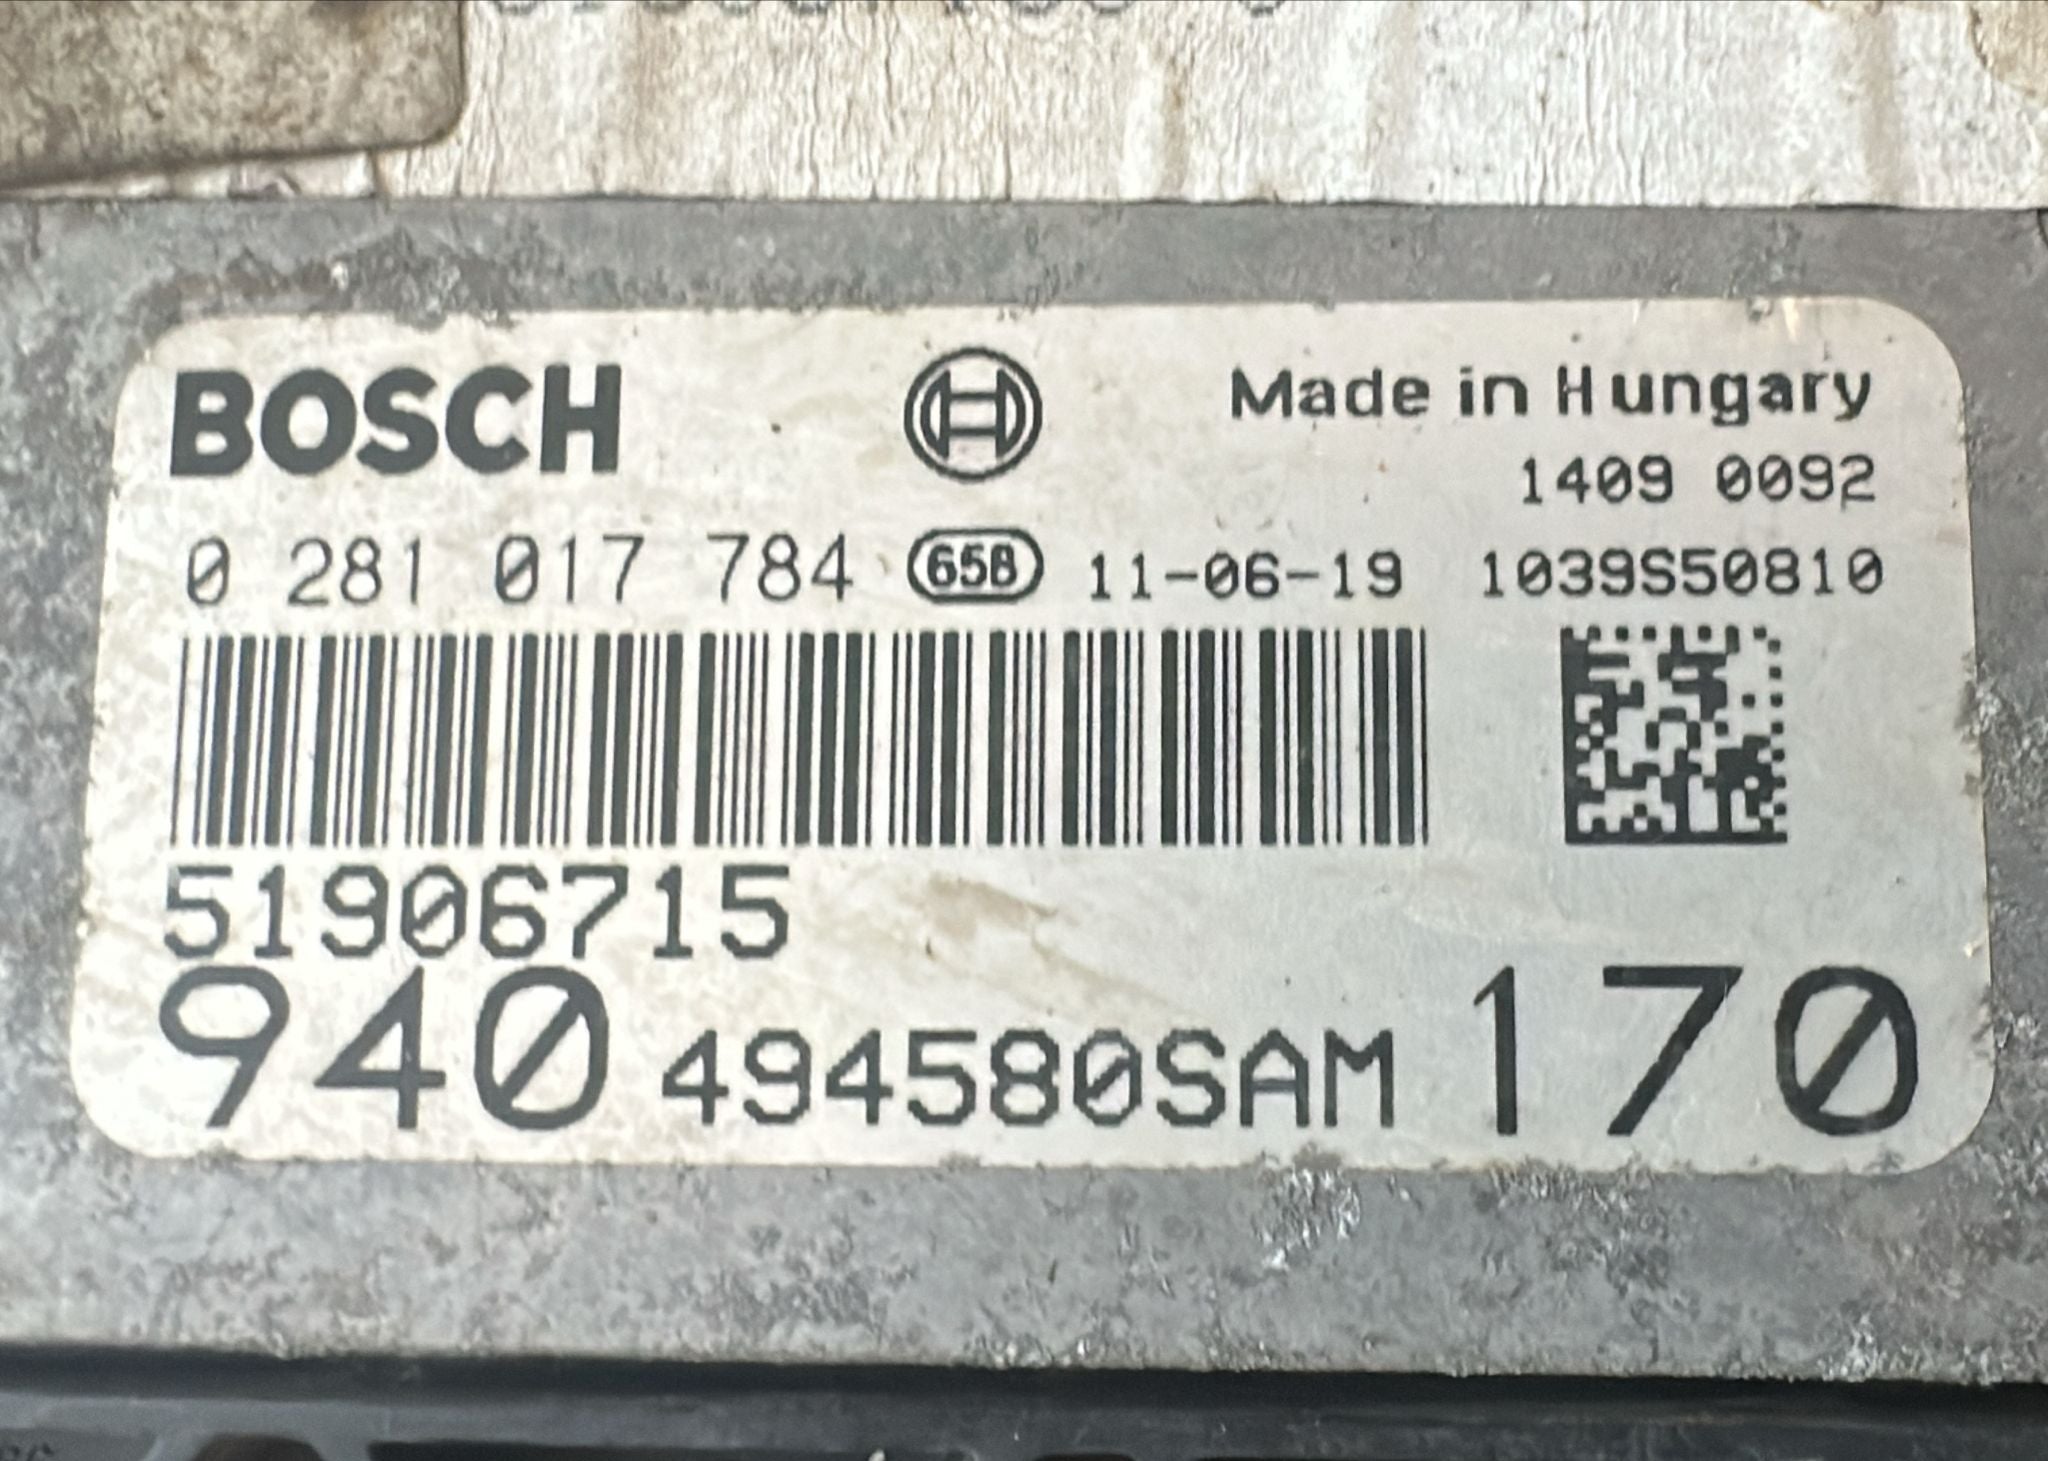 BOSCH
Made in Hungary
1409 0092
0 281 017 784 658 11-06-19 1039S50810
51906715
940 494580SAM 170